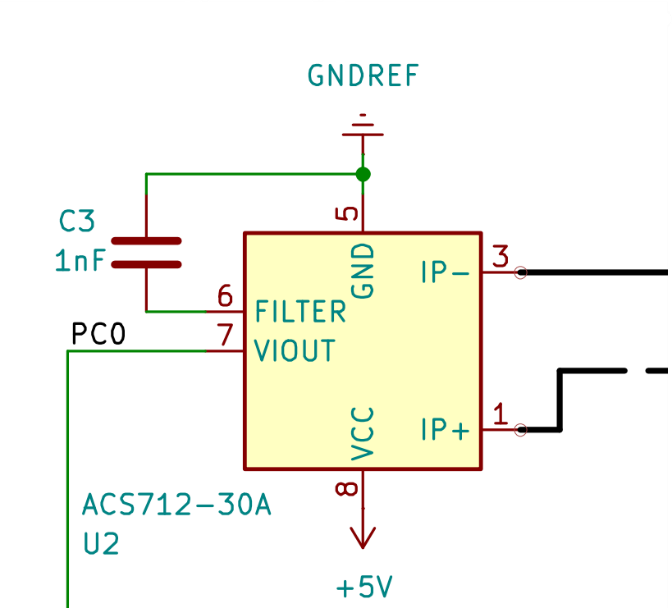 GNDREF
C3
1nF
5
GND
IP- 3
6 FILTER
PC0
7 VIOUT
VCC
IP+ 1
8
ACS712-30A
U2
+5V